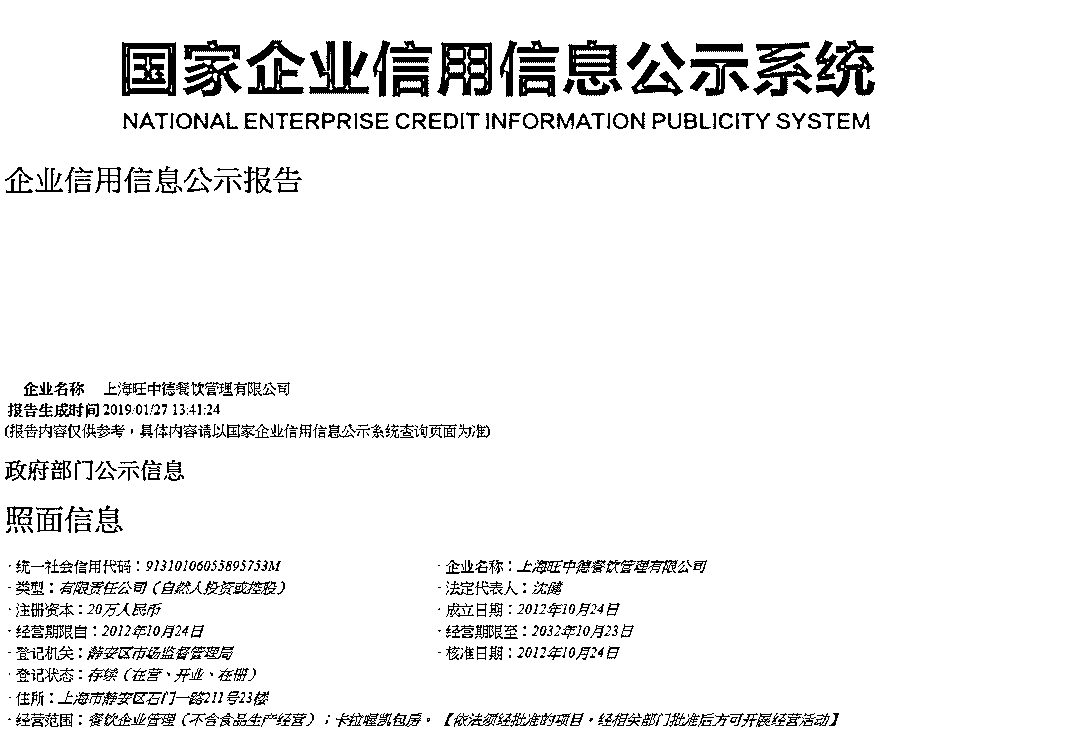 国家企业信用信息公示系统
NATIONAL ENTERPRISE CREDIT INFORMATION PUBLICITY SYSTEM
企业信用信息公示报告
企业名称 上海旺中德餐饮管理有限公司
报告生成时间 2019/01/27 13:41:24
(报告内容仅供参考，具体内容请以国家企业信用信息公示系统查询页面为准)
政府部门公示信息
照面信息
· 统一社会信用代码：91310106055895753M · 企业名称：上海旺中德餐饮管理有限公司
· 类型：有限责任公司（自然人投资或控股） · 法定代表人：沈健
· 注册资本：20万人民币 · 成立日期：2012年10月24日
· 经营期限自：2012年10月24日 · 经营期限至：2032年10月23日
· 登记机关：静安区市场监督管理局 · 核准日期：2012年10月24日
· 登记状态：存续（在营、开业、在册）
· 住所：上海市静安区石门一路211号23楼
· 经营范围：餐饮企业管理（不含食品生产经营）；卡拉喔凯包房。【依法须经批准的项目，经相关部门批准后方可开展经营活动】